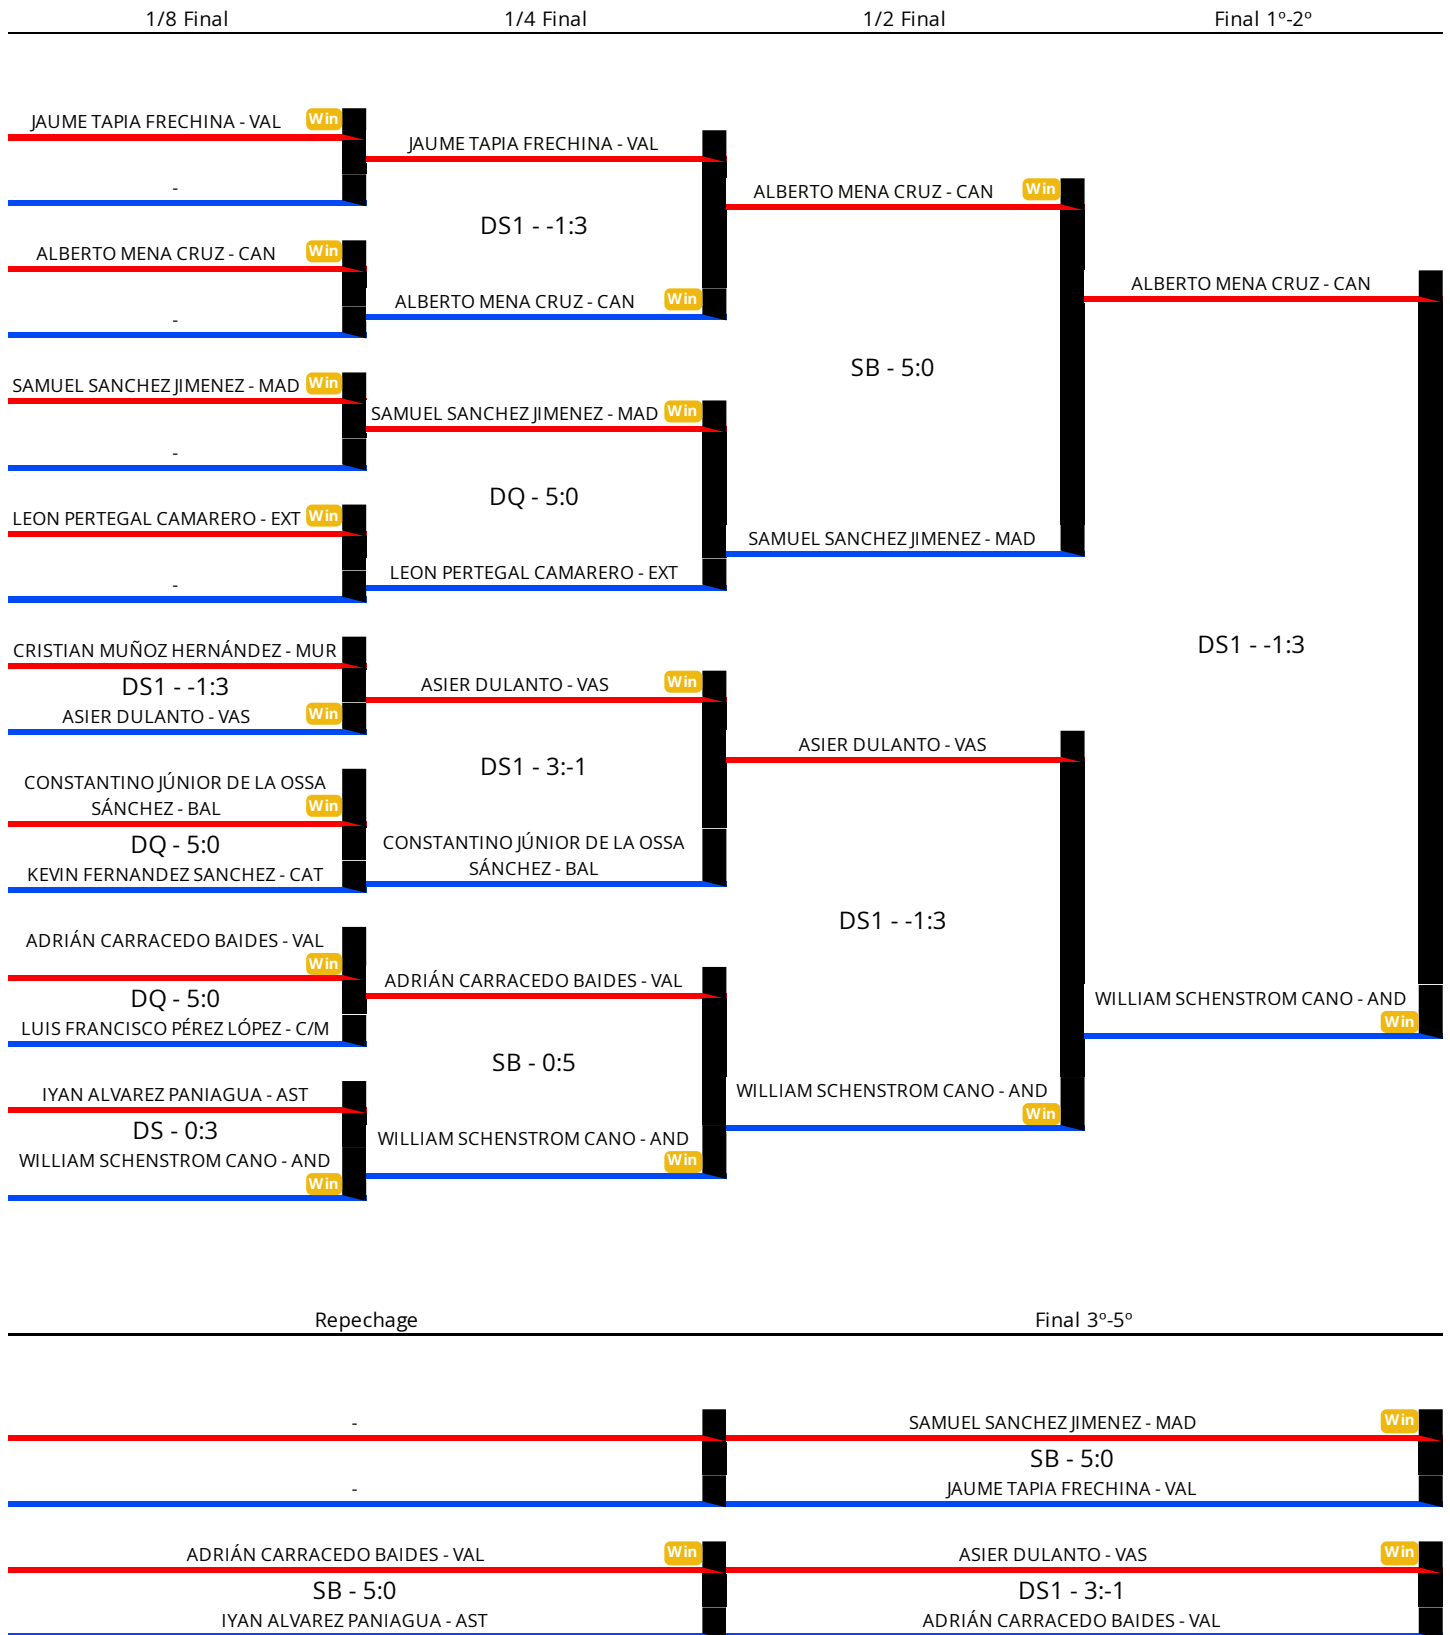 1/8 Final
1/4 Final
1/2 Final
Final 1º-2º
JAUME TAPIA FRECHINA - VAL Win
-
ALBERTO MENA CRUZ - CAN Win
-
SAMUEL SANCHEZ JIMENEZ - MAD Win
-
LEON PERTEGAL CAMARERO - EXT Win
-
CRISTIAN MUÑOZ HERNÁNDEZ - MUR
DS1 - -1:3
ASIER DULANTO - VAS Win
CONSTANTINO JÚNIOR DE LA OSSA
SÁNCHEZ - BAL Win
DQ - 5:0
KEVIN FERNANDEZ SANCHEZ - CAT
ADRIÁN CARRACEDO BAIDES - VAL
Win
DQ - 5:0
LUIS FRANCISCO PÉREZ LÓPEZ - C/M
IYAN ALVAREZ PANIAGUA - AST
DS - 0:3
WILLIAM SCHENSTROM CANO - AND
Win
JAUME TAPIA FRECHINA - VAL
DS1 - -1:3
ALBERTO MENA CRUZ - CAN Win
SAMUEL SANCHEZ JIMENEZ - MAD Win
DQ - 5:0
LEON PERTEGAL CAMARERO - EXT
ASIER DULANTO - VAS Win
DS1 - 3:-1
CONSTANTINO JÚNIOR DE LA OSSA
SÁNCHEZ - BAL
ADRIÁN CARRACEDO BAIDES - VAL
SB - 0:5
WILLIAM SCHENSTROM CANO - AND
Win
ALBERTO MENA CRUZ - CAN Win
SB - 5:0
SAMUEL SANCHEZ JIMENEZ - MAD
ASIER DULANTO - VAS
DS1 - -1:3
WILLIAM SCHENSTROM CANO - AND
Win
ALBERTO MENA CRUZ - CAN
DS1 - -1:3
WILLIAM SCHENSTROM CANO - AND
Win
Repechage
Final 3º-5º
-
-
ADRIÁN CARRACEDO BAIDES - VAL Win
SB - 5:0
IYAN ALVAREZ PANIAGUA - AST
SAMUEL SANCHEZ JIMENEZ - MAD Win
SB - 5:0
JAUME TAPIA FRECHINA - VAL
ASIER DULANTO - VAS Win
DS1 - 3:-1
ADRIÁN CARRACEDO BAIDES - VAL